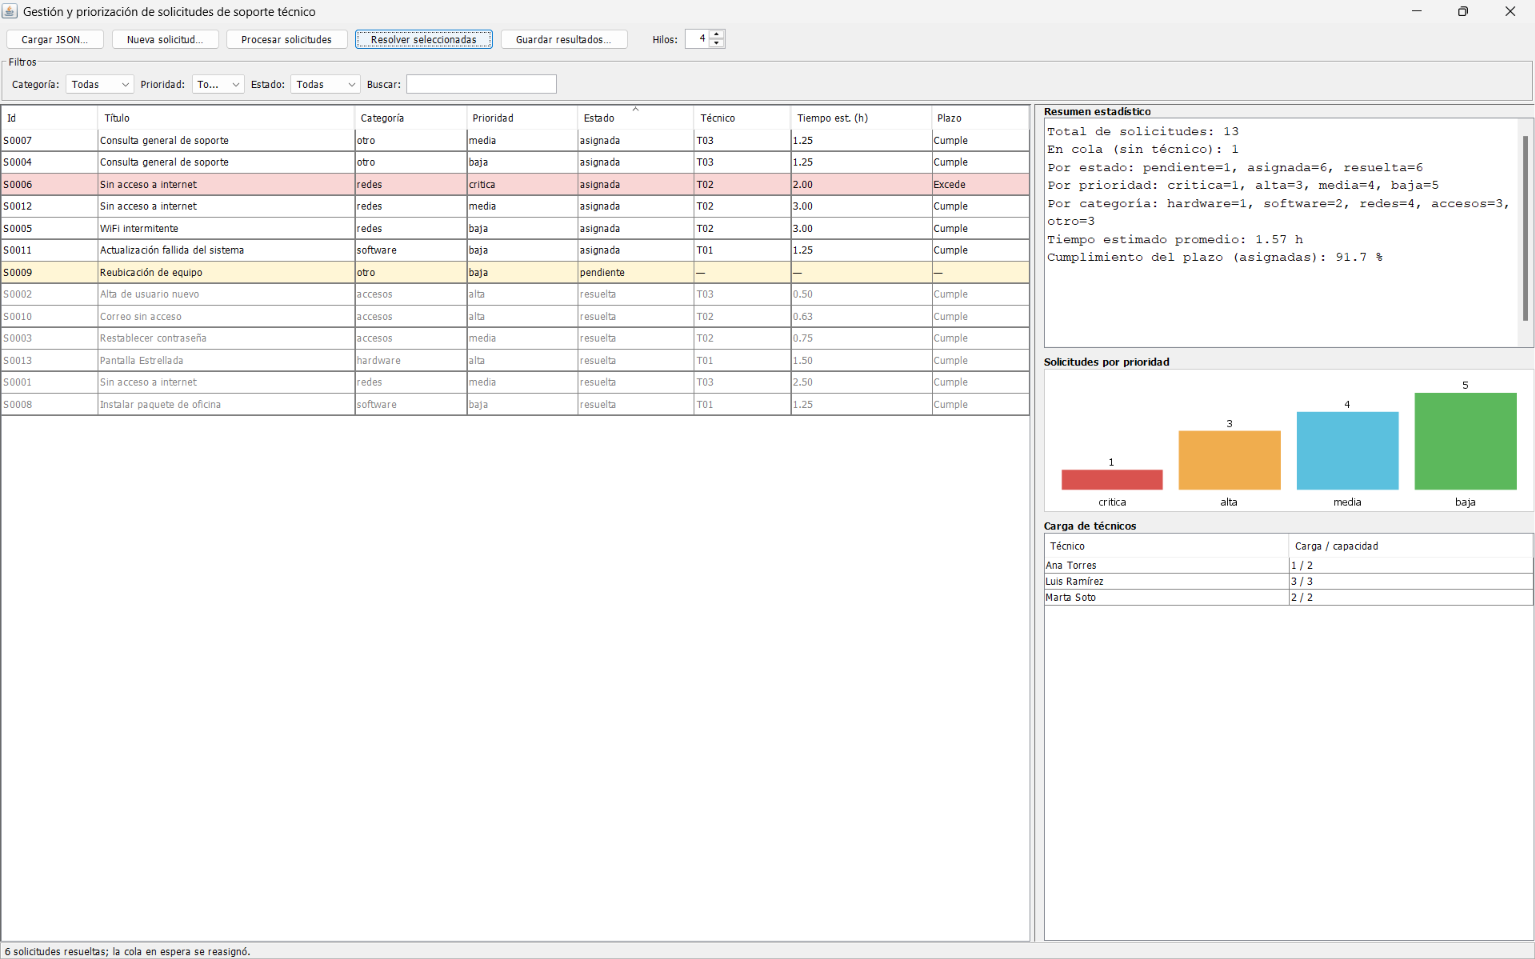 Gestión y priorización de solicitudes de soporte técnico
Cargar JSON... Nueva solicitud... Procesar solicitudes Resolver seleccionadas Guardar resultados... Hilos: 4
Filtros
Categoría: Todas Prioridad: To... Estado: Todas Buscar:
Id Título Categoría Prioridad Estado Técnico Tiempo est. (h) Plazo
S0007 Consulta general de soporte otro media asignada T03 1.25 Cumple
S0004 Consulta general de soporte otro baja asignada T03 1.25 Cumple
S0006 Sin acceso a internet redes critica asignada T02 2.00 Excede
S0012 Sin acceso a internet redes media asignada T02 3.00 Cumple
S0005 WiFi intermitente redes baja asignada T02 3.00 Cumple
S0011 Actualización fallida del sistema software baja asignada T01 1.25 Cumple
S0009 Reubicación de equipo otro baja pendiente — — —
S0002 Alta de usuario nuevo accesos alta resuelta T03 0.50 Cumple
S0010 Correo sin acceso accesos alta resuelta T02 0.63 Cumple
S0003 Restablecer contraseña accesos media resuelta T02 0.75 Cumple
S0013 Pantalla Estrellada hardware alta resuelta T01 1.50 Cumple
S0001 Sin acceso a internet redes media resuelta T03 2.50 Cumple
S0008 Instalar paquete de oficina software baja resuelta T01 1.25 Cumple
Resumen estadístico
Total de solicitudes: 13
En cola (sin técnico): 1
Por estado: pendiente=1, asignada=6, resuelta=6
Por prioridad: critica=1, alta=3, media=4, baja=5
Por categoría: hardware=1, software=2, redes=4, accesos=3,
otro=3
Tiempo estimado promedio: 1.57 h
Cumplimiento del plazo (asignadas): 91.7 %
Solicitudes por prioridad
1 3 4 5
critica alta media baja
Carga de técnicos
Técnico Carga / capacidad
Ana Torres 1 / 2
Luis Ramírez 3 / 3
Marta Soto 2 / 2
6 solicitudes resueltas; la cola en espera se reasignó.